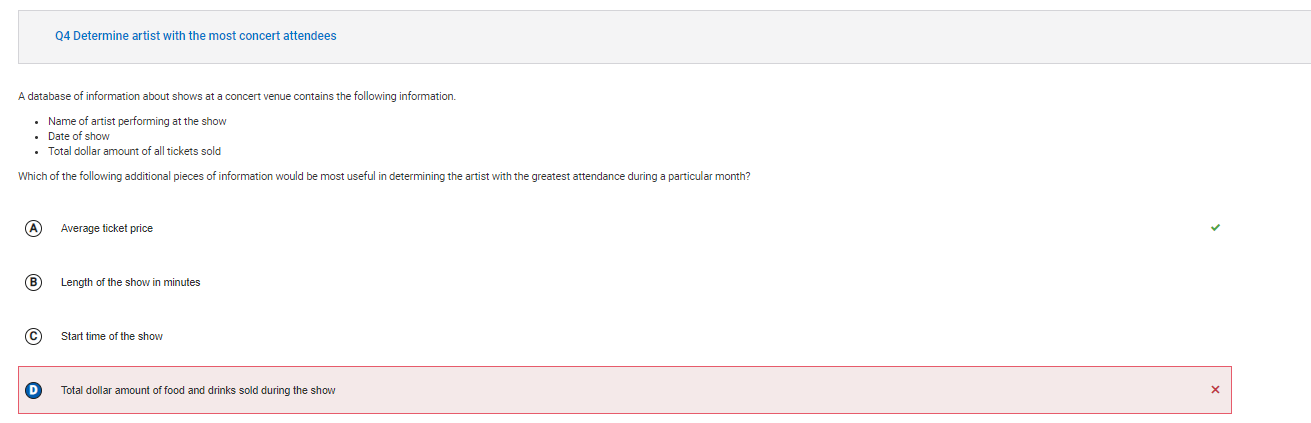 Q4 Determine artist with the most concert attendees
A database of information about shows at a concert venue contains the following information.
• Name of artist performing at the show
• Date of show
• Total dollar amount of all tickets sold
Which of the following additional pieces of information would be most useful in determining the artist with the greatest attendance during a particular month?
A Average ticket price
B Length of the show in minutes
C Start time of the show
D Total dollar amount of food and drinks sold during the show